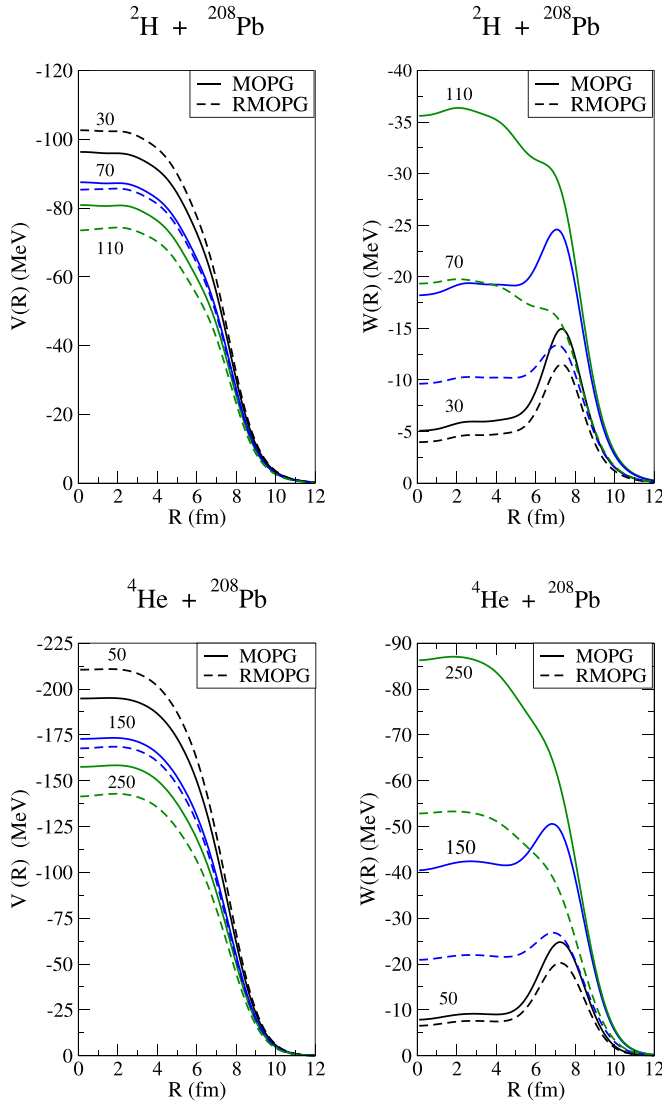 ²H + ²⁰⁸Pb
-120
-100
-80
-60
-40
-20
0
V(R) (MeV)
30
70
110
MOPG
RMOPG
0 2 4 6 8 10 12
R (fm)
²H + ²⁰⁸Pb
-40
-35
-30
-25
-20
-15
-10
-5
0
W(R) (MeV)
110
70
30
MOPG
RMOPG
0 2 4 6 8 10 12
R (fm)
⁴He + ²⁰⁸Pb
-225
-200
-175
-150
-125
-100
-75
-50
-25
0
V (R) (MeV)
50
150
250
MOPG
RMOPG
0 2 4 6 8 10 12
R (fm)
⁴He + ²⁰⁸Pb
-90
-80
-70
-60
-50
-40
-30
-20
-10
0
W(R) (MeV)
250
150
50
MOPG
RMOPG
0 2 4 6 8 10 12
R (fm)